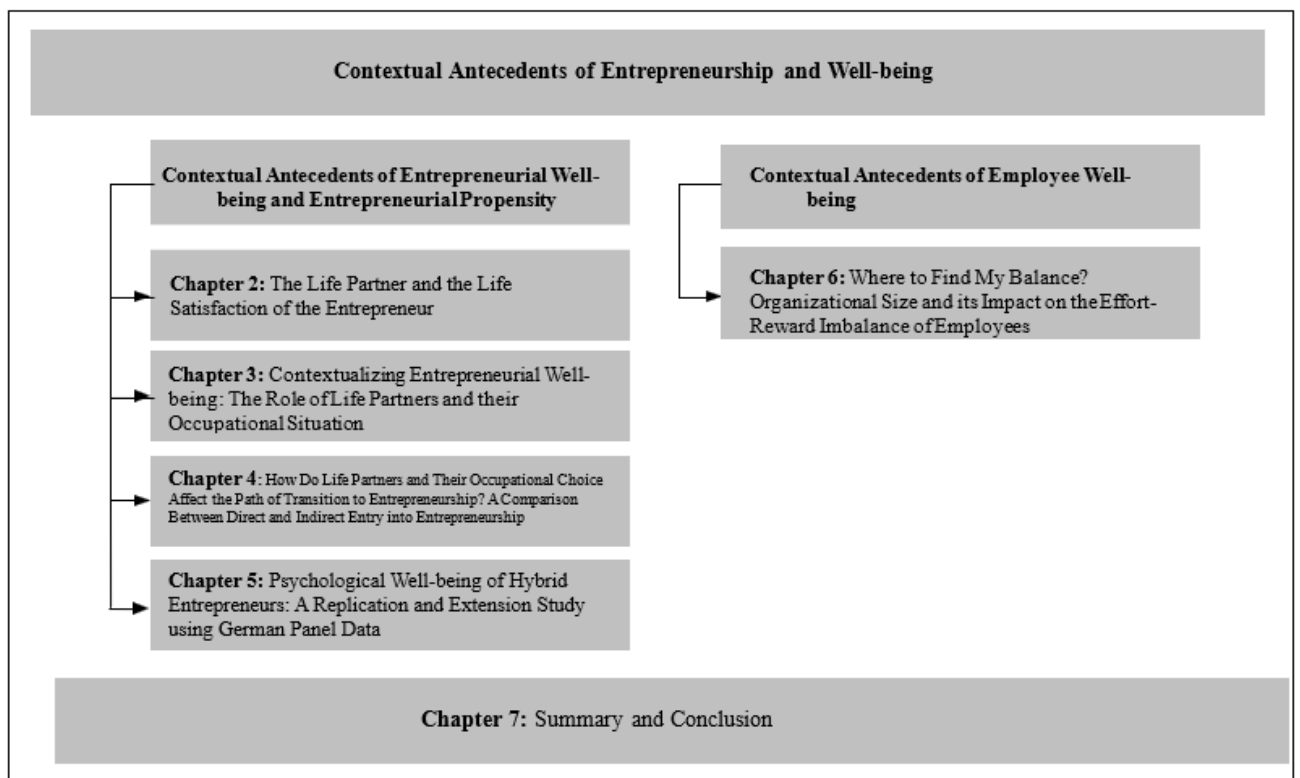 Contextual Antecedents of Entrepreneurship and Well-being
Contextual Antecedents of Entrepreneurial Well-
being and Entrepreneurial Propensity
Chapter 2: The Life Partner and the Life
Satisfaction of the Entrepreneur
Chapter 3: Contextualizing Entrepreneurial Well-
being: The Role of Life Partners and their
Occupational Situation
Chapter 4: How Do Life Partners and Their Occupational Choice
Affect the Path of Transition to Entrepreneurship? A Comparison
Between Direct and Indirect Entry into Entrepreneurship
Chapter 5: Psychological Well-being of Hybrid
Entrepreneurs: A Replication and Extension Study
using German Panel Data
Contextual Antecedents of Employee Well-
being
Chapter 6: Where to Find My Balance?
Organizational Size and its Impact on the Effort-
Reward Imbalance of Employees
Chapter 7: Summary and Conclusion